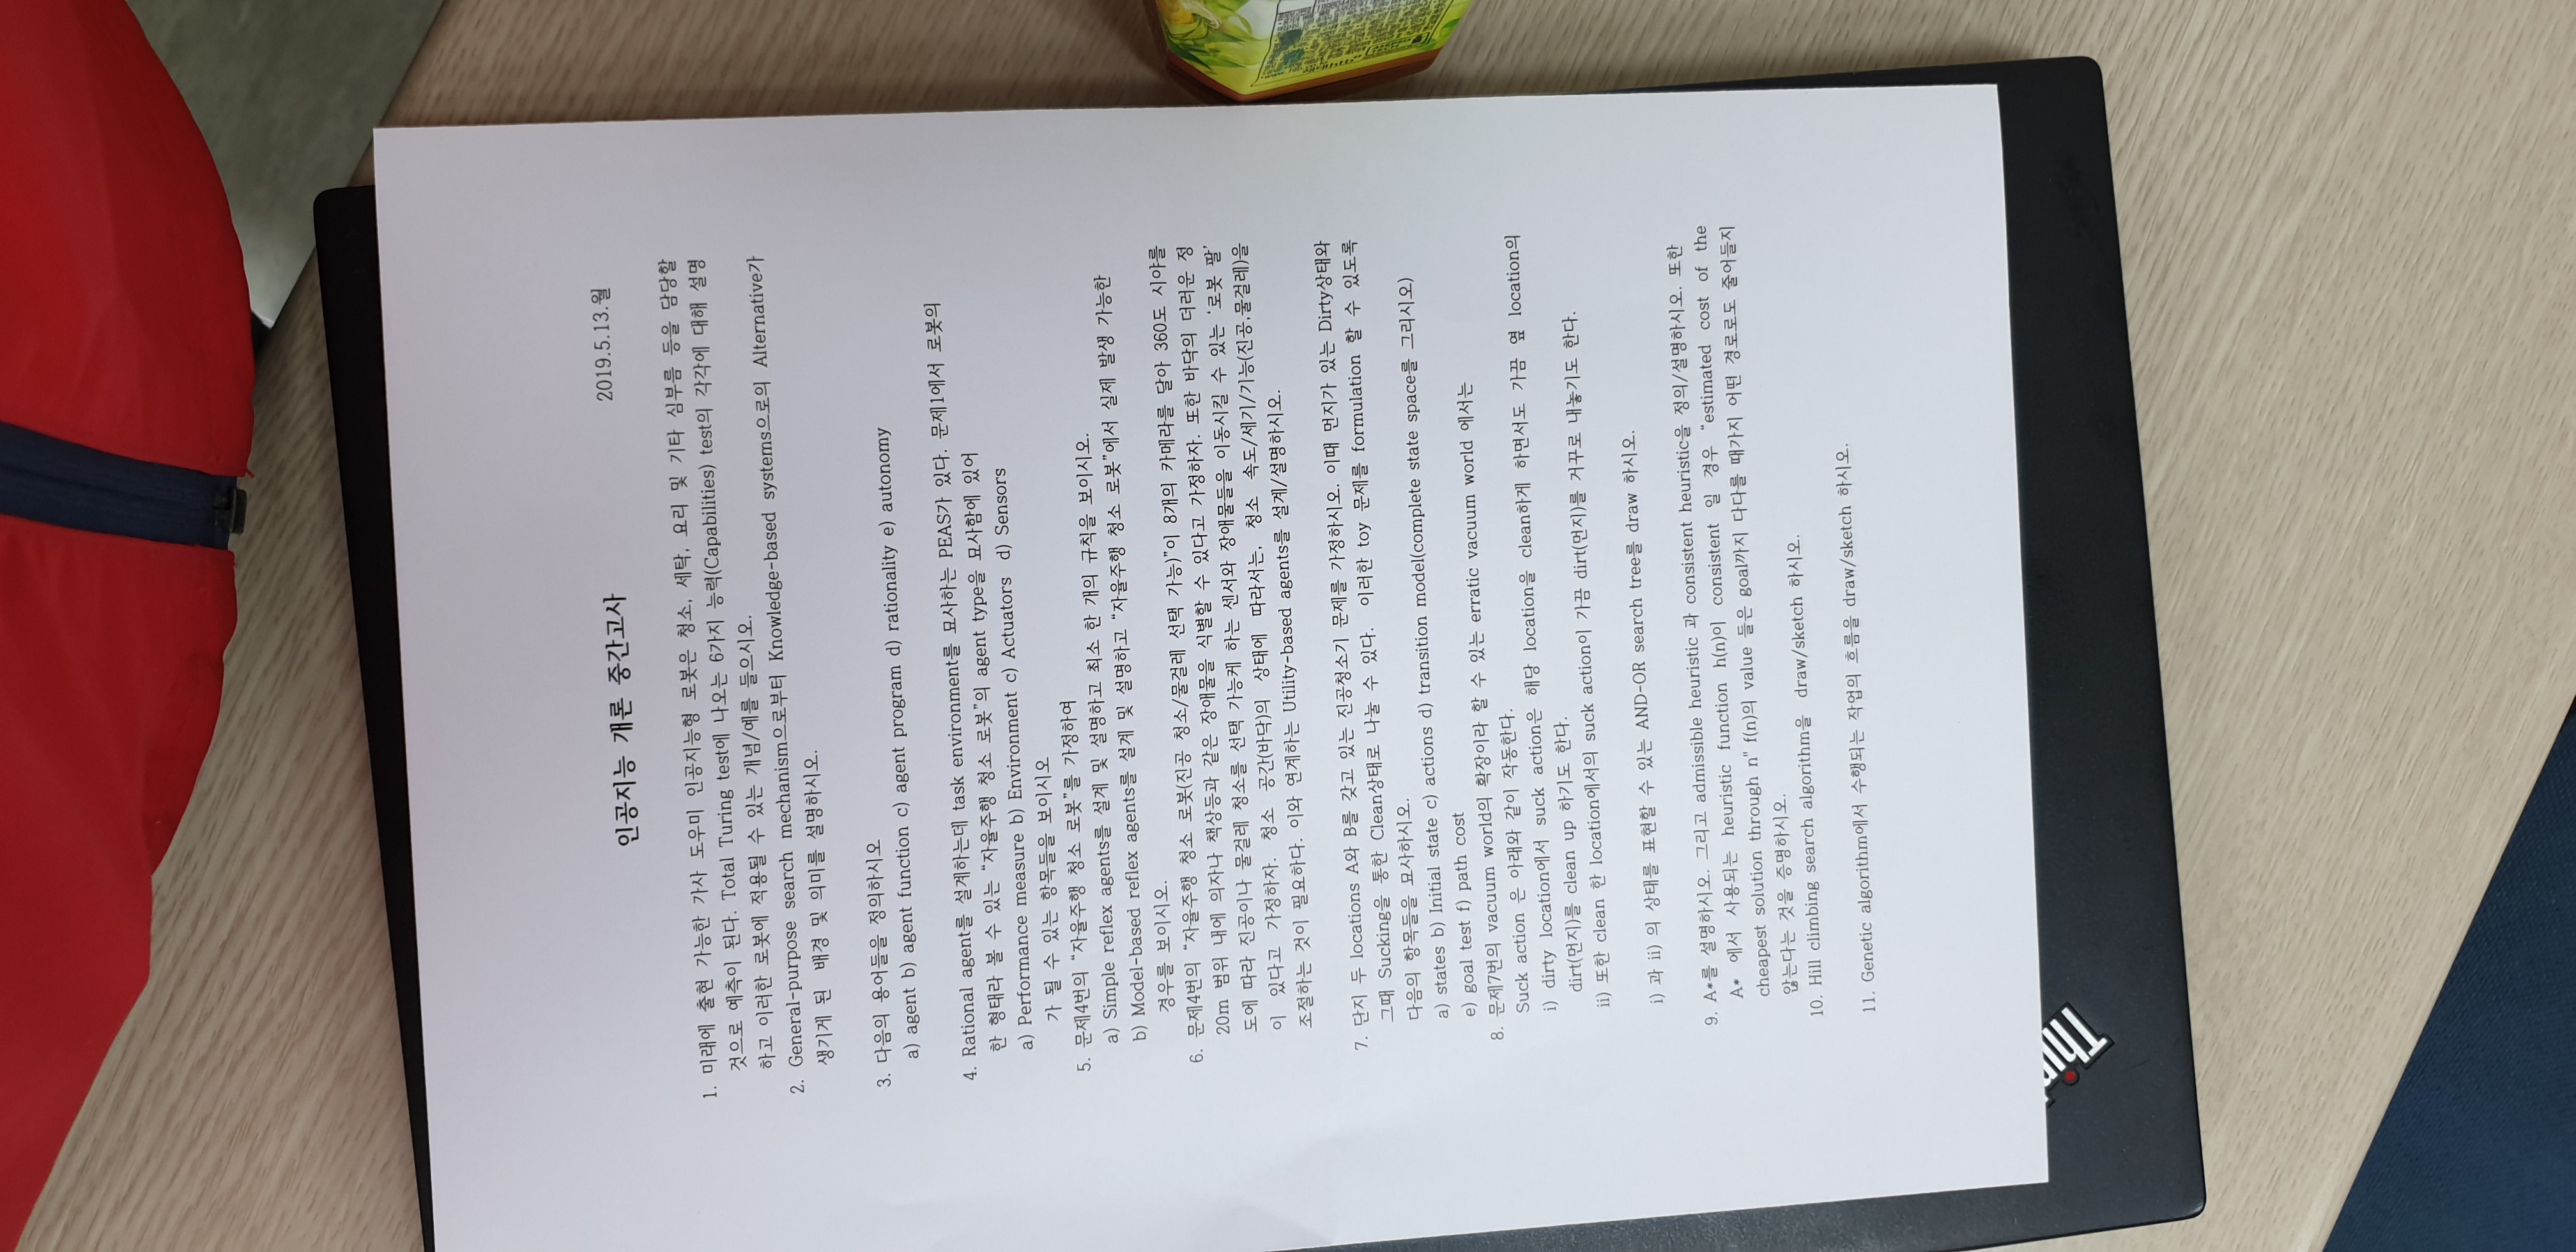 인공지능 개론 중간고사
2019.5.13.월
1. 미래에 출현 가능한 가사 도우미 인공지능형 로봇은 청소, 세탁, 요리 및 기타 심부름 등을 담당할
것으로 예측이 된다. Total Turing test에 나오는 6가지 능력(Capabilities) test의 각각에 대해 설명
하고 이러한 로봇에 적용될 수 있는 개념/예를 들으시오.
2. General-purpose search mechanism으로부터 Knowledge-based systems으로의 Alternative가
생기게 된 배경 및 의미를 설명하시오.
3. 다음의 용어들을 정의하시오
a) agent b) agent function c) agent program d) rationality e) autonomy
4. Rational agent를 설계하는데 task environment를 묘사하는 PEAS가 있다. 문제1에서 로봇의
한 형태라 볼 수 있는 “자율주행 청소 로봇”의 agent type을 묘사함에 있어
a) Performance measure b) Environment c) Actuators d) Sensors
가 될 수 있는 항목들을 보이시오
5. 문제4번의 “자율주행 청소 로봇”를 가정하여
a) Simple reflex agents를 설계 및 설명하고 최소 한 개의 규칙을 보이시오.
b) Model-based reflex agents를 설계 및 설명하고 “자율주행 청소 로봇”에서 실제 발생 가능한
경우를 보이시오.
6. 문제4번의 “자율주행 청소 로봇(진공 청소/물걸레 선택 가능)”이 8개의 카메라를 달아 360도 시야를
20m 범위 내에 의자나 책상등과 같은 장애물을 식별할 수 있다고 가정하자. 또한 바닥의 더러운 정
도에 따라 진공이나 물걸레 청소를 선택 가능케 하는 센서와 장애물들을 이동시킬 수 있는 ‘로봇 팔’
이 있다고 가정하자. 청소 공간(바닥)의 상태에 따라서는, 청소 속도/세기/기능(진공,물걸레)을
조절하는 것이 필요하다. 이와 연계하는 Utility-based agents를 설계/설명하시오.
7. 단지 두 locations A와 B를 갖고 있는 진공청소기 문제를 가정하시오. 이때 먼지가 있는 Dirty상태와
그때 Sucking을 통한 Clean상태로 나눌 수 있다. 이러한 toy 문제를 formulation 할 수 있도록
다음의 항목들을 묘사하시오.
a) states b) Initial state c) actions d) transition model(complete state space를 그리시오)
e) goal test f) path cost
8. 문제7번의 vacuum world의 확장이라 할 수 있는 erratic vacuum world 에서는
Suck action 은 아래와 같이 작동한다.
i) dirty location에서 suck action은 해당 location을 clean하게 하면서도 가끔 옆 location의
dirt(먼지)를 clean up 하기도 한다.
ii) 또한 clean 한 location에서의 suck action이 가끔 dirt(먼지)를 거꾸로 내놓기도 한다.
i) 과 ii) 의 상태를 표현할 수 있는 AND-OR search tree를 draw 하시오.
9. A*를 설명하시오. 그리고 admissible heuristic 과 consistent heuristic을 정의/설명하시오. 또한
A* 에서 사용되는 heuristic function h(n)이 consistent 일 경우 “estimated cost of the
cheapest solution through n" f(n)의 value 들은 goal까지 다다를 때가지 어떤 경로로도 줄어들지
않는다는 것을 증명하시오.
10. Hill climbing search algorithm을 draw/sketch 하시오.
11. Genetic algorithm에서 수행되는 작업의 흐름을 draw/sketch 하시오.